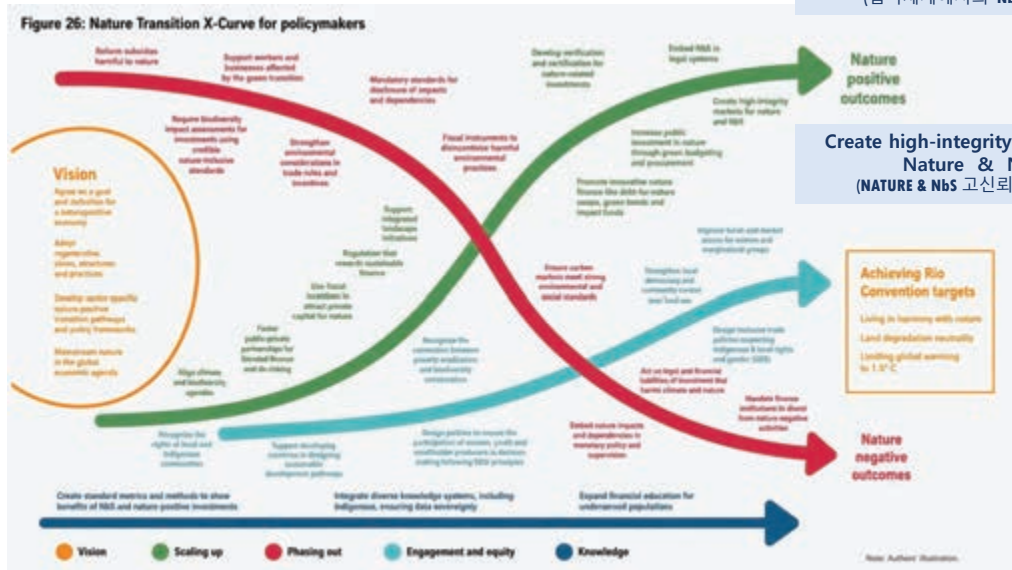 Figure 26: Nature Transition X-Curve for policymakers
Reform subsidies
harmful to nature
Support workers and
businesses affected
by the green transition
Mandatory standards for
disclosure of impacts
and dependencies
Develop verification
and certification for
nature-related
investments
Embed NbS in
legal systems
Nature
positive
outcomes
Create high-integrity
markets for nature
and NbS
Require biodiversity
impact assessments for
investments using
credible
nature-inclusive
standards
Strengthen
environmental
considerations in
trade rules and
incentives
Fiscal instruments to
disincentivise harmful
environmental
practices
Increase public
investment in nature
through green budgeting
and procurement
Create high-integrity
Nature & N
(NATURE & NbS 고신뢰
Vision
Agree on a goal
and definition for
a nature-positive
economy
Adopt
regenerative,
structures
and practices
Develop sector-specific
nature-positive
transition pathways
and policy frameworks
Mainstream nature
in the global
economic agenda
Promote innovative nature
finance like debt-for-nature
swaps, green bonds and
impact funds
Support
integrated
landscape
initiatives
Regulation that
rewards sustainable
finance
Use fiscal
incentives to
attract private
capital for nature
Foster
public-private
partnerships for
blended finance
and de-risking
Align climate
and biodiversity
agendas
Ensure carbon
markets meet strong
environmental and
social standards
Improve land and market
access for women and
marginalised groups
Strengthen local
democracy and
community control
over land use
Achieving Rio
Convention targets
Living in harmony with nature
Land degradation neutrality
Limiting global warming
to 1.5° C
Recognise the
connection between
poverty eradication
and biodiversity
conservation
Design inclusive trade
policies respecting
Indigenous & local rights
and gender
Act on legal and financial
liabilities of investment that
harms climate and nature
Mandate finance
institutions to divest
from nature negative
activities
Recognise the
rights of local and
Indigenous
communities
Support developing
countries in designing
sustainable
development pathways
Design policies to ensure the
participation of women, youth and
smallholder producers in decision
making following principles
Embed nature impacts
and dependencies in
monetary policy and
supervision
Nature
negative
outcomes
Create standard metrics and methods to show
benefits of NbS and nature-positive investments
Integrate diverse knowledge systems, including
Indigenous, ensuring data sovereignty
Expand financial education for
underserved populations
Vision
Scaling up
Phasing out
Engagement and equity
Knowledge
Note: Authors' illustration.